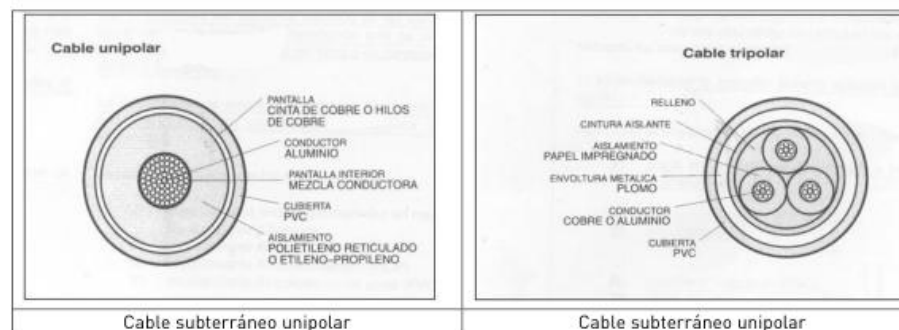 Cable unipolar
PANTALLA
CINTA DE COBRE O HILOS
DE COBRE
CONDUCTOR
ALUMINIO
PANTALLA INTERIOR
MEZCLA CONDUCTORA
CUBIERTA
PVC
AISLAMIENTO
POLIETILENO RETICULADO
O ETILENO-PROPILENO
Cable subterráneo unipolar
Cable tripolar
RELLENO
CINTURA AISLANTE
AISLAMIENTO
PAPEL IMPREGNADO
ENVOLTURA METALICA
PLOMO
CONDUCTOR
COBRE O ALUMINIO
CUBIERTA
PVC
Cable subterráneo unipolar